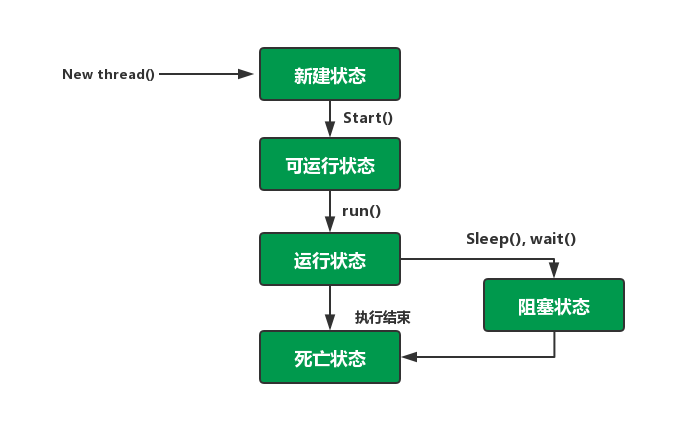 New thread()
新建状态
Start()
可运行状态
run()
运行状态
Sleep(), wait()
阻塞状态
执行结束
死亡状态